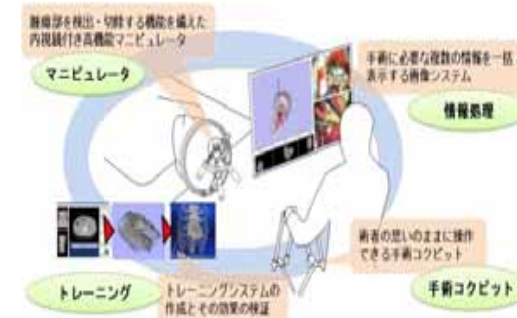 腫瘍部を検出・切除する機能を備えた
内視鏡付き高機能マニピュレータ
マニピュレータ
手術に必要な複数の情報を一括
表示する画像システム
情報処理
術者の思いのままに操作
できる手術コクピット
手術コクピット
トレーニング
トレーニングシステムの
作成とその効果の検証